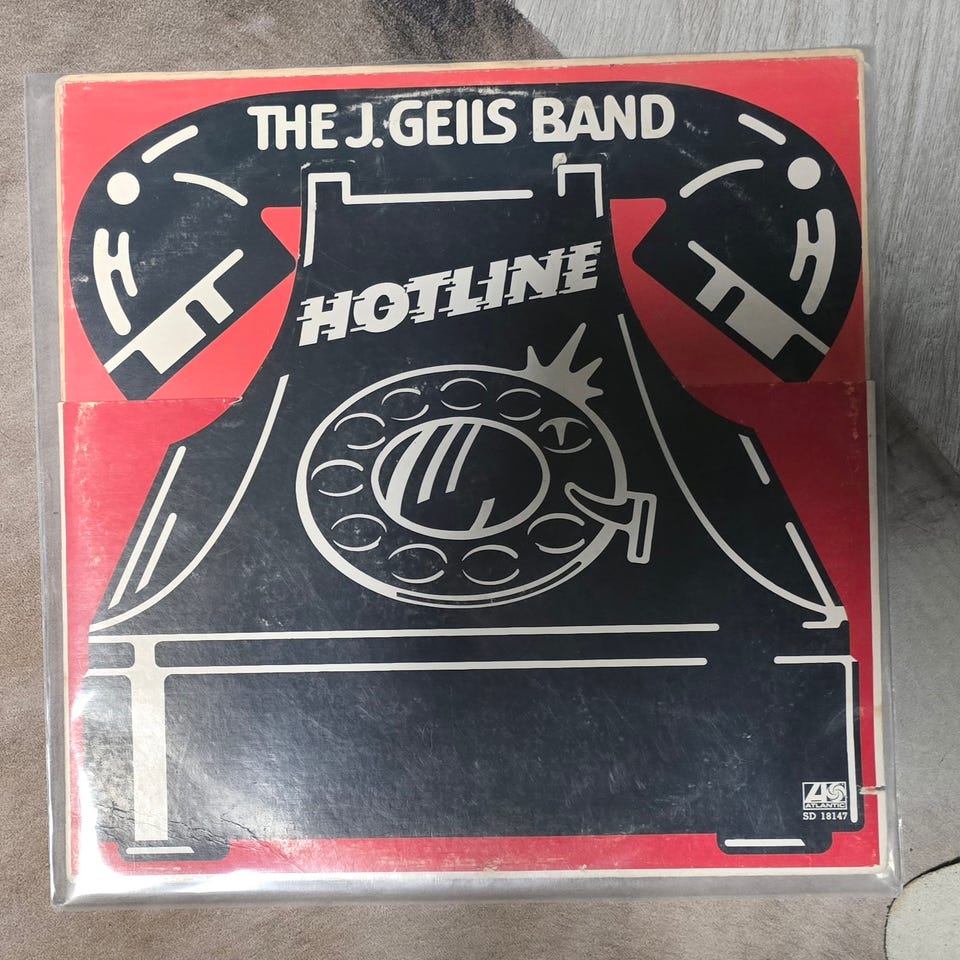 THE J. GEILS BAND
HOTLINE
ATLANTIC
SD 18147